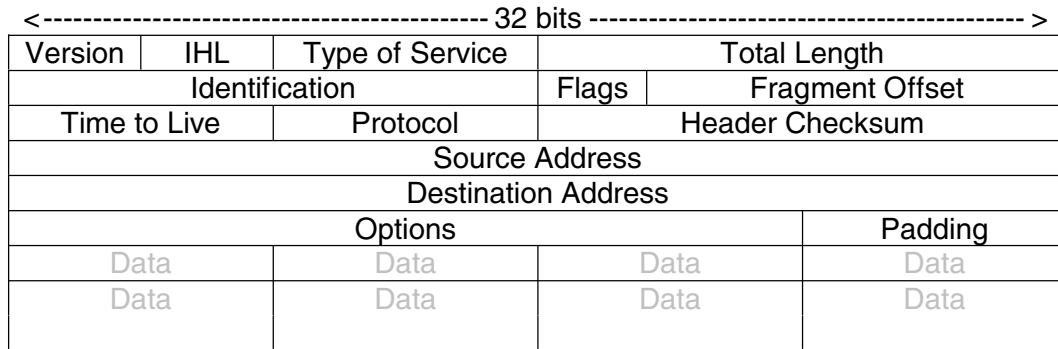 <------------------------------------------ 32 bits ----------------------------------------->
Version IHL Type of Service Total Length
Identification Flags Fragment Offset
Time to Live Protocol Header Checksum
Source Address
Destination Address
Options Padding
Data Data Data Data
Data Data Data Data